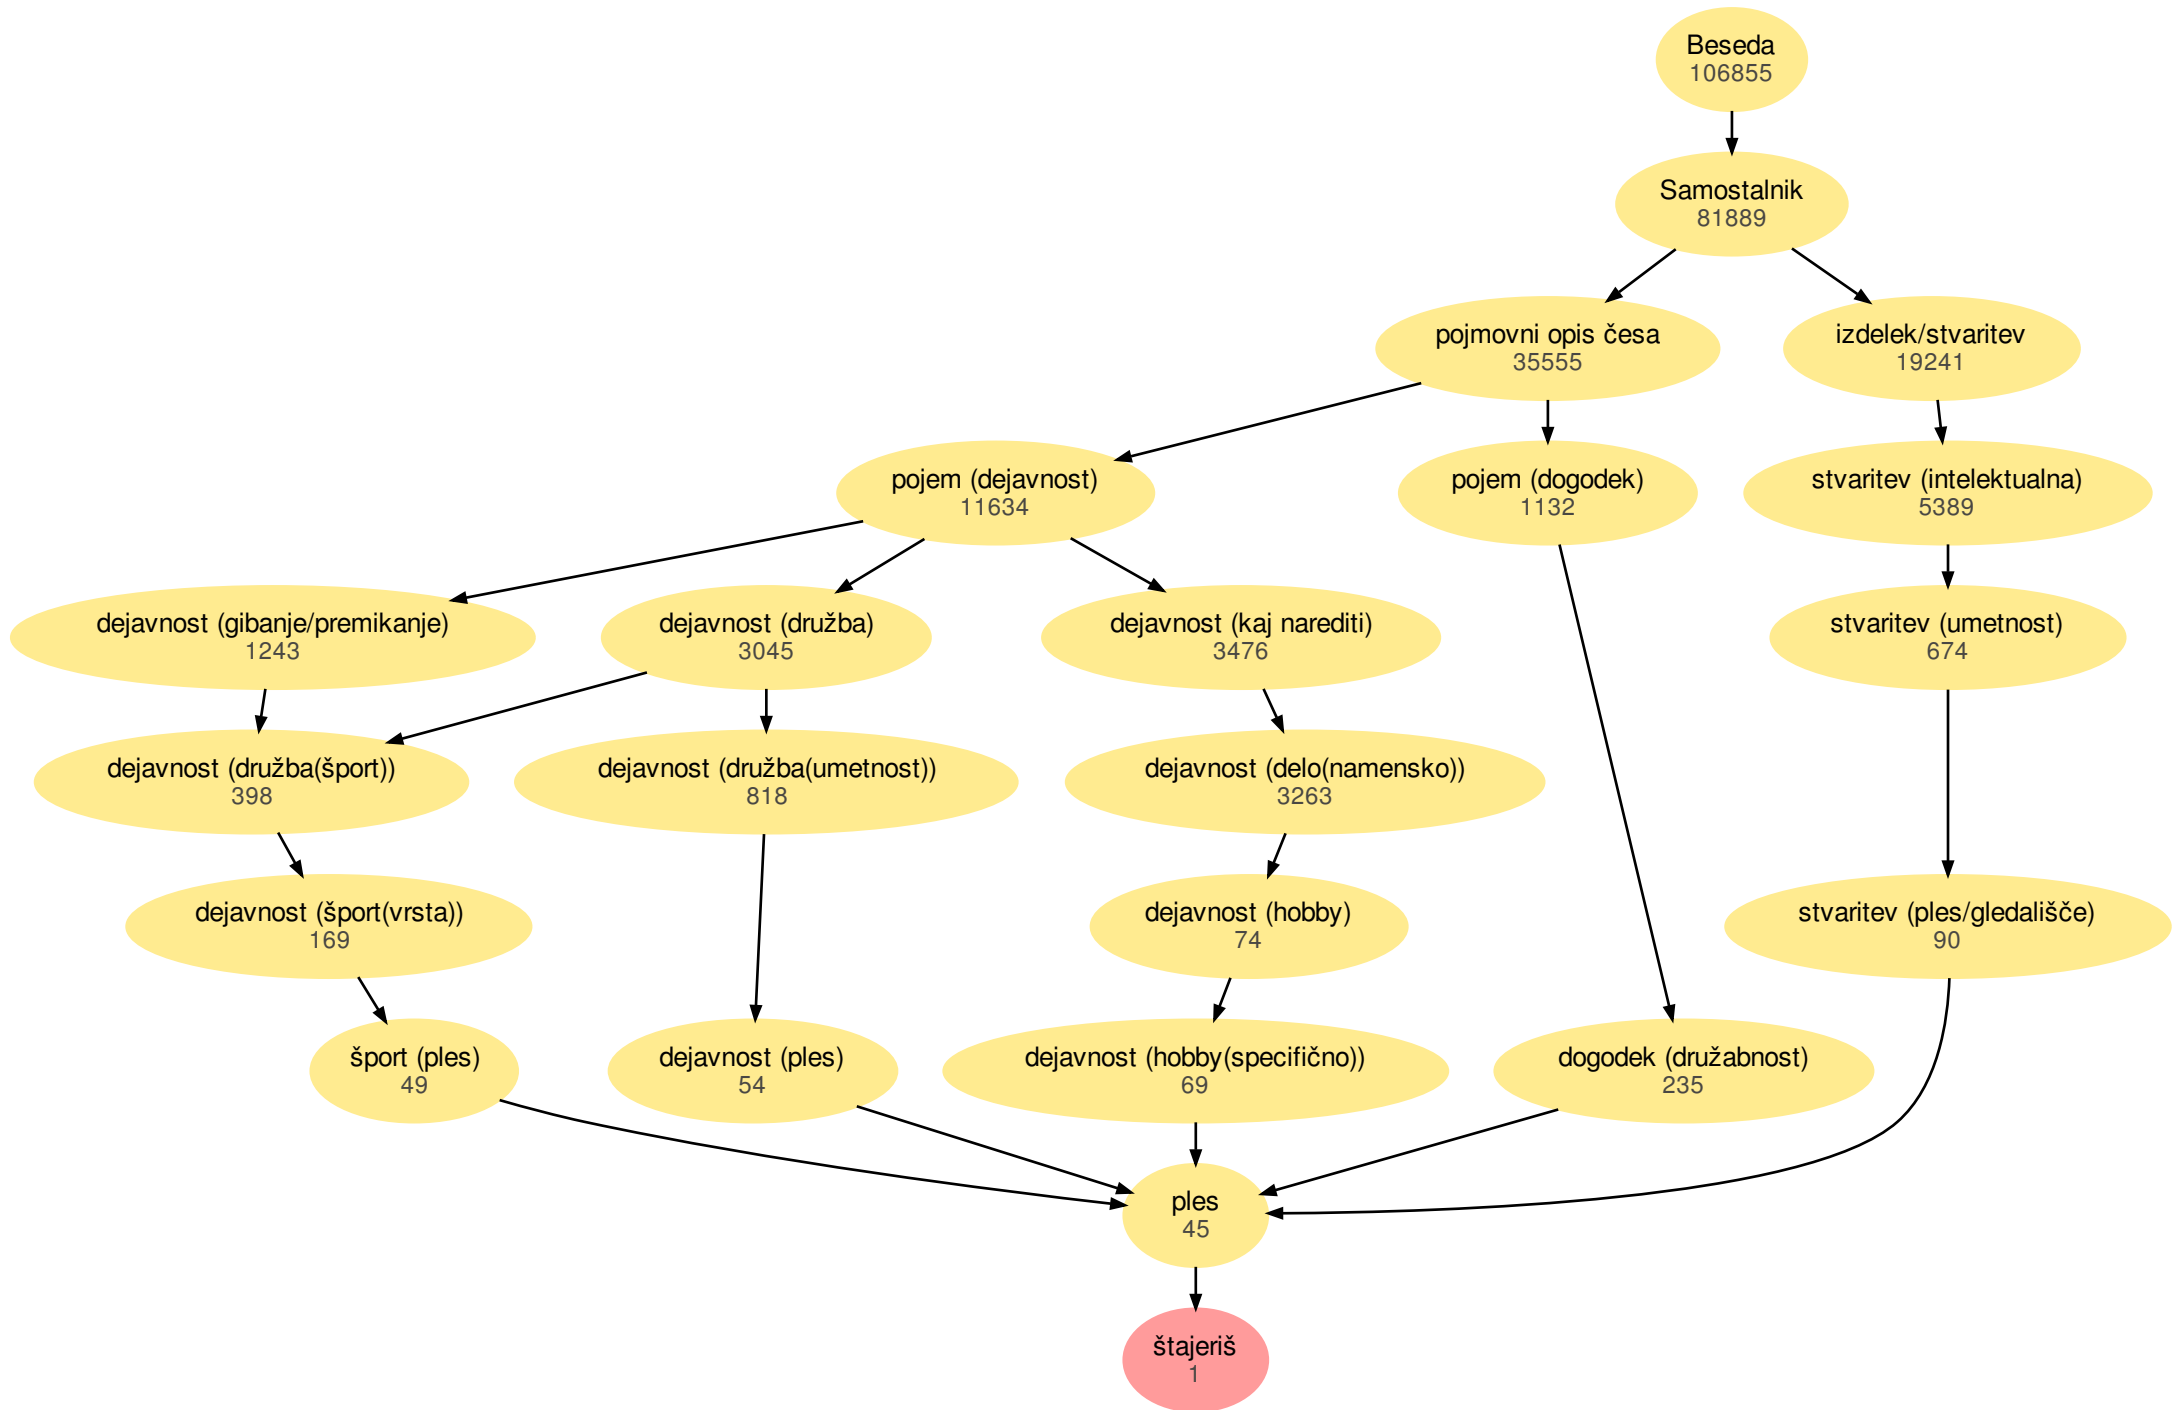 Beseda
106855
Samostalnik
81889
pojmovni opis česa
35555
izdelek/stvaritev
19241
pojem (dejavnost)
11634
pojem (dogodek)
1132
stvaritev (intelektualna)
5389
dejavnost (gibanje/premikanje)
1243
dejavnost (družba)
3045
dejavnost (kaj narediti)
3476
stvaritev (umetnost)
674
dejavnost (družba(šport))
398
dejavnost (družba(umetnost))
818
dejavnost (delo(namensko))
3263
dejavnost (šport(vrsta))
169
dejavnost (hobby)
74
stvaritev (ples/gledališče)
90
šport (ples)
49
dejavnost (ples)
54
dejavnost (hobby(specifično))
69
dogodek (družabnost)
235
ples
45
štajeriš
1